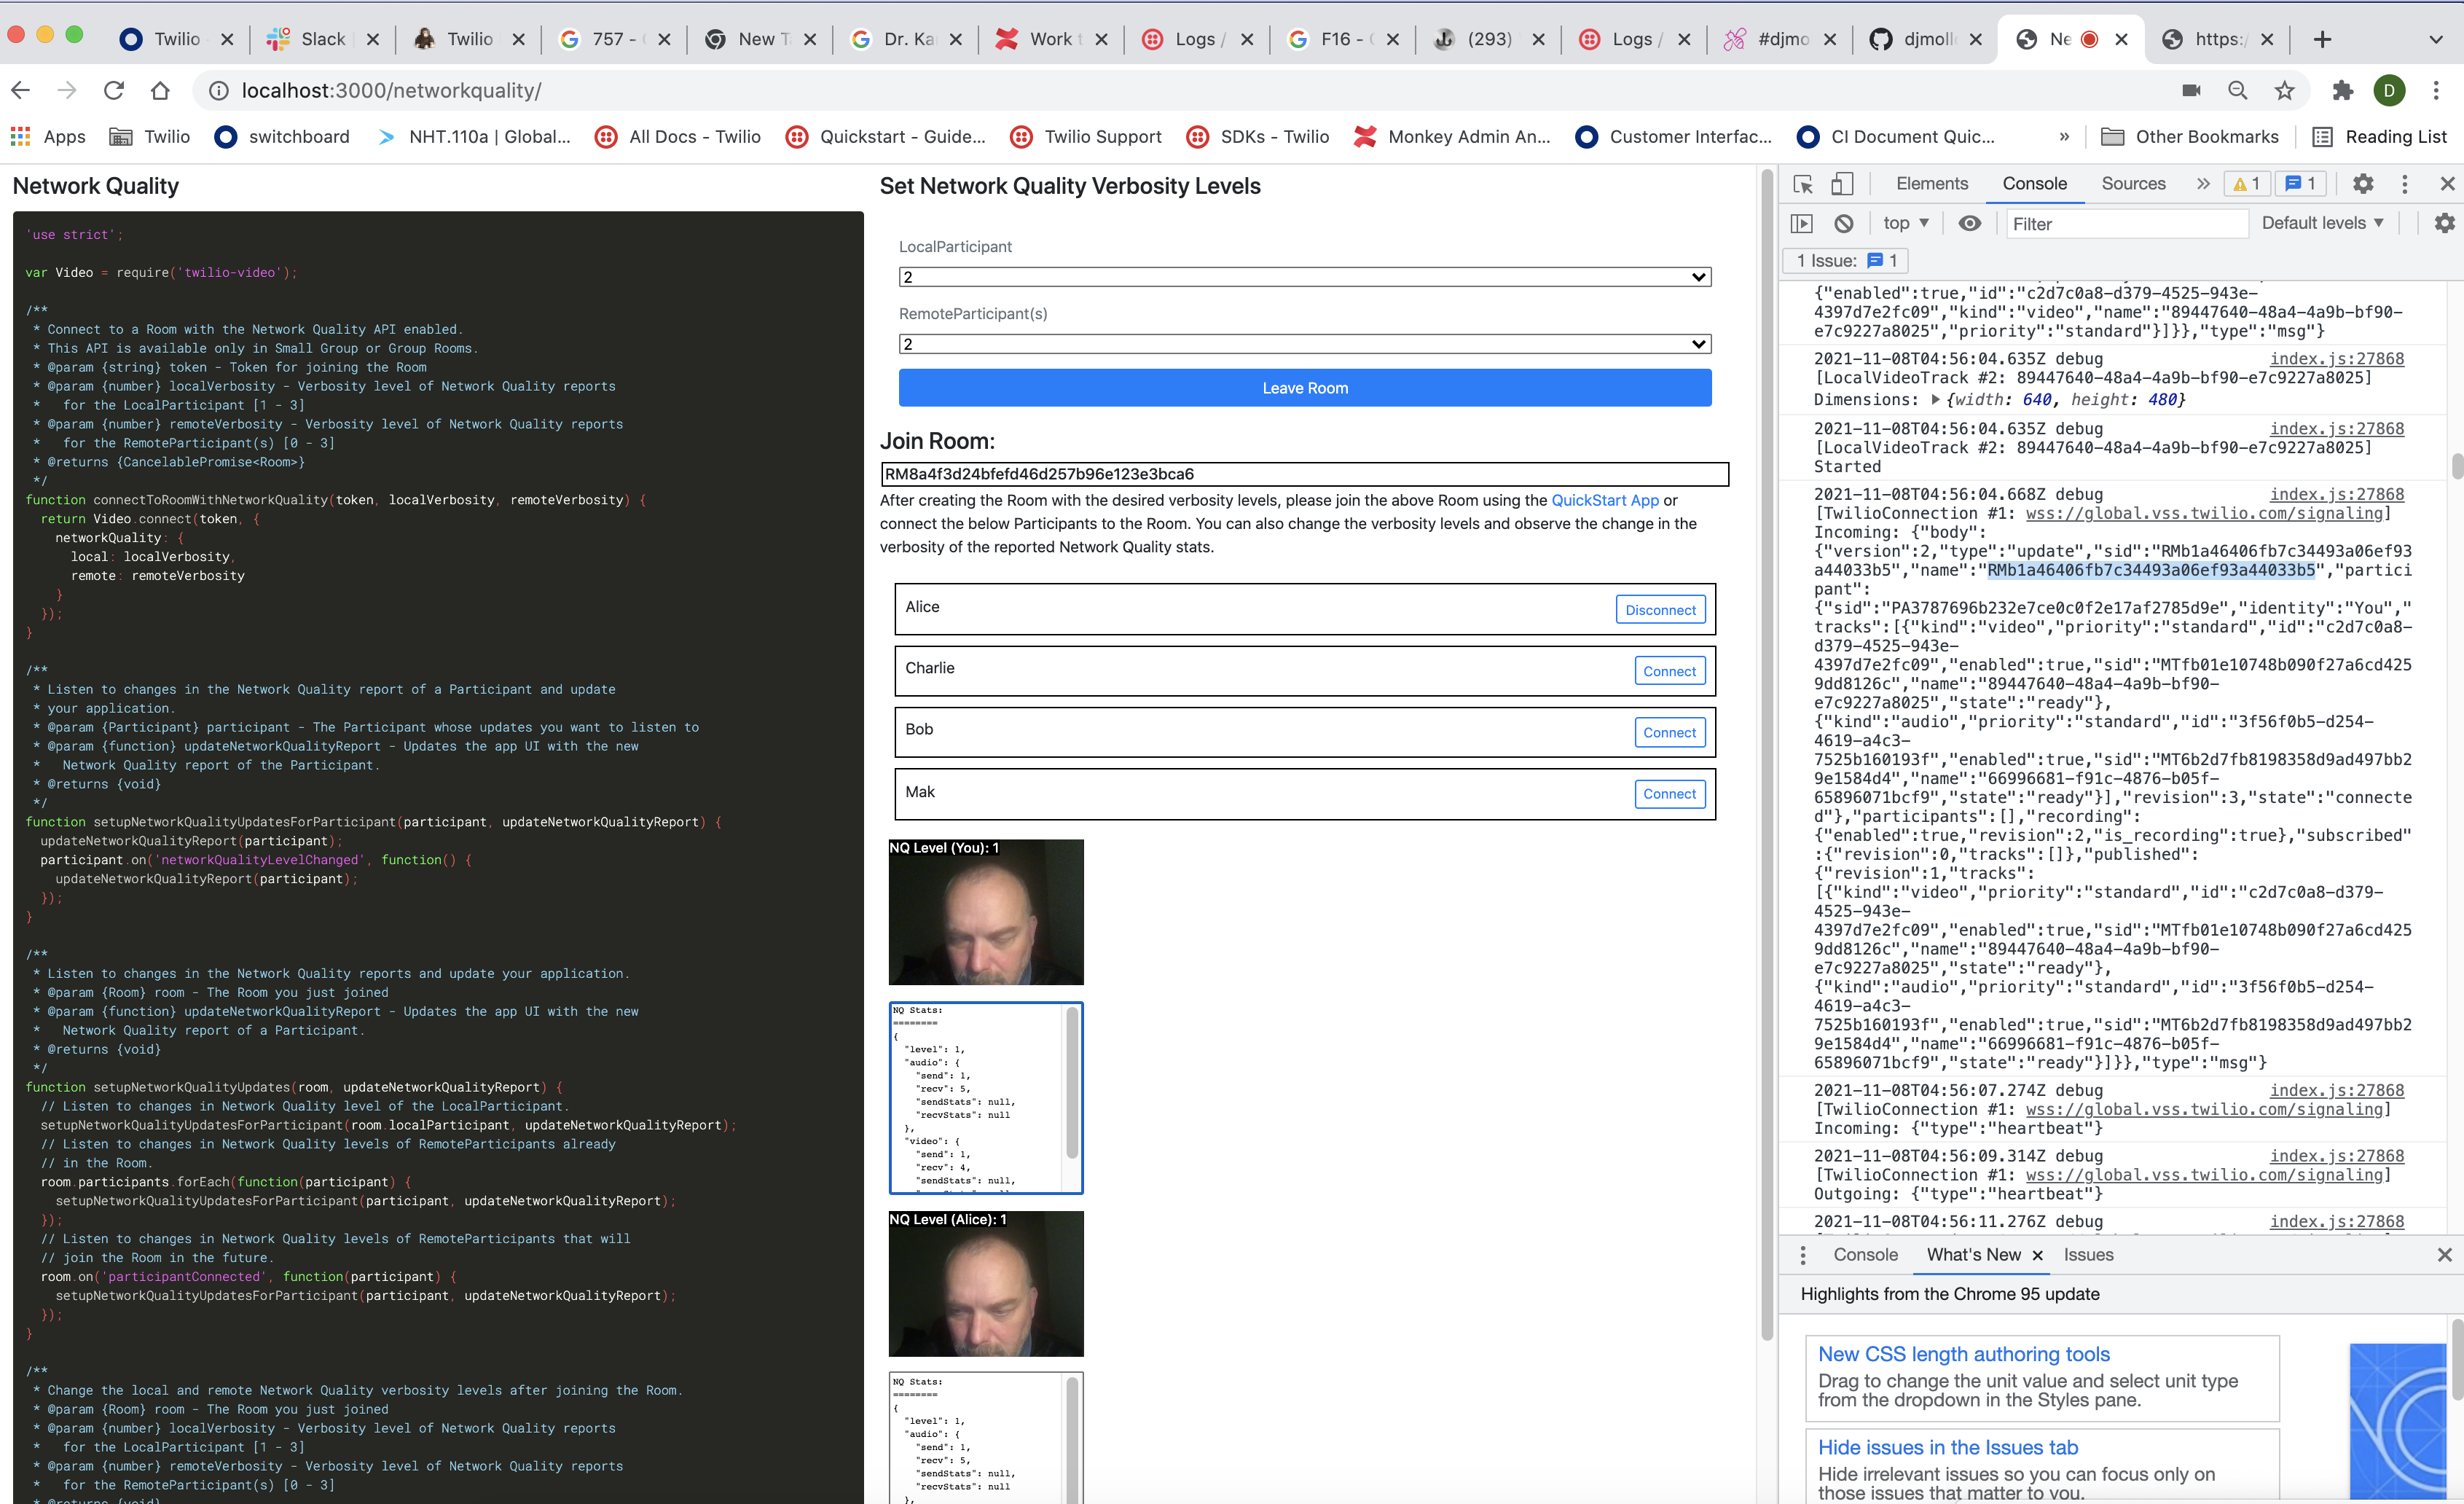 Twilio
Slack
Twilio
757 -
New T
Dr. Ka
Work t
Logs /
F16 -
(293)
Logs /
#djmo
djmoll
Ne
https:/
localhost:3000/networkquality/
D
Apps
Twilio
switchboard
NHT.110a | Global...
All Docs - Twilio
Quickstart - Guide...
Twilio Support
SDKs - Twilio
Monkey Admin An...
Customer Interfac...
CI Document Quic...
»
Other Bookmarks
Reading List
Network Quality
'use strict';
var Video = require('twilio-video');
/**
* Connect to a Room with the Network Quality API enabled.
* This API is available only in Small Group or Group Rooms.
* @param {string} token - Token for joining the Room
* @param {number} localVerbosity - Verbosity level of Network Quality reports
*   for the LocalParticipant [1 - 3]
* @param {number} remoteVerbosity - Verbosity level of Network Quality reports
*   for the RemoteParticipant(s) [0 - 3]
* @returns {CancelablePromise<Room>}
*/
function connectToRoomWithNetworkQuality(token, localVerbosity, remoteVerbosity) {
return Video.connect(token, {
networkQuality: {
local: localVerbosity,
remote: remoteVerbosity
}
});
}
/**
* Listen to changes in the Network Quality report of a Participant and update
* your application.
* @param {Participant} participant - The Participant whose updates you want to listen to
* @param {function} updateNetworkQualityReport - Updates the app UI with the new
*   Network Quality report of the Participant.
* @returns {void}
*/
function setupNetworkQualityUpdatesForParticipant(participant, updateNetworkQualityReport) {
updateNetworkQualityReport(participant);
participant.on('networkQualityLevelChanged', function() {
updateNetworkQualityReport(participant);
});
}
/**
* Listen to changes in the Network Quality reports and update your application.
* @param {Room} room - The Room you just joined
* @param {function} updateNetworkQualityReport - Updates the app UI with the new
*   Network Quality report of a Participant.
* @returns {void}
*/
function setupNetworkQualityUpdates(room, updateNetworkQualityReport) {
// Listen to changes in Network Quality level of the LocalParticipant.
setupNetworkQualityUpdatesForParticipant(room.localParticipant, updateNetworkQualityReport);
// Listen to changes in Network Quality levels of RemoteParticipants already
// in the Room.
room.participants.forEach(function(participant) {
setupNetworkQualityUpdatesForParticipant(participant, updateNetworkQualityReport);
});
// Listen to changes in Network Quality levels of RemoteParticipants that will
// join the Room in the future.
room.on('participantConnected', function(participant) {
setupNetworkQualityUpdatesForParticipant(participant, updateNetworkQualityReport);
});
}
/**
* Change the local and remote Network Quality verbosity levels after joining the Room.
* @param {Room} room - The Room you just joined
* @param {number} localVerbosity - Verbosity level of Network Quality reports
*   for the LocalParticipant [1 - 3]
* @param {number} remoteVerbosity - Verbosity level of Network Quality reports
*   for the RemoteParticipant(s) [0 - 3]
* @returns {void}
Set Network Quality Verbosity Levels
LocalParticipant
2
RemoteParticipant(s)
2
Leave Room
Join Room:
RM8a4f3d24bfefd46d257b96e123e3bca6
After creating the Room with the desired verbosity levels, please join the above Room using the QuickStart App or
connect the below Participants to the Room. You can also change the verbosity levels and observe the change in the
verbosity of the reported Network Quality stats.
Alice
Disconnect
Charlie
Connect
Bob
Connect
Mak
Connect
NQ Level (You): 1
NQ Stats:
========
{
"level": 1,
"audio": {
"send": 1,
"recv": 5,
"sendStats": null,
"recvStats": null
},
"video": {
"send": 1,
"recv": 4,
"sendStats": null,
NQ Level (Alice): 1
NQ Stats:
========
{
"level": 1,
"audio": {
"send": 1,
"recv": 5,
"sendStats": null,
"recvStats": null
},
Elements
Console
Sources
»
1
1
top
Filter
Default levels
1 Issue: 1
{"enabled":true,"id":"c2d7c0a8-d379-4525-943e-
4397d7e2fc09","kind":"video","name":"89447640-48a4-4a9b-bf90-
e7c9227a8025","priority":"standard"}]}},"type":"msg"}
2021-11-08T04:56:04.635Z debug index.js:27868
[LocalVideoTrack #2: 89447640-48a4-4a9b-bf90-e7c9227a8025]
Dimensions: {width: 640, height: 480}
2021-11-08T04:56:04.635Z debug index.js:27868
[LocalVideoTrack #2: 89447640-48a4-4a9b-bf90-e7c9227a8025]
Started
2021-11-08T04:56:04.668Z debug index.js:27868
[TwilioConnection #1: wss://global.vss.twilio.com/signaling]
Incoming: {"body":
{"version":2,"type":"update","sid":"RMb1a46406fb7c34493a06ef93
a44033b5","name":"RMb1a46406fb7c34493a06ef93a44033b5","partici
pant":
{"sid":"PA3787696b232e7ce0c0f2e17af2785d9e","identity":"You","
tracks":[{"kind":"video","priority":"standard","id":"c2d7c0a8-
d379-4525-943e-
4397d7e2fc09","enabled":true,"sid":"MTfb01e10748b090f27a6cd425
9dd8126c","name":"89447640-48a4-4a9b-bf90-
e7c9227a8025","state":"ready"},
{"kind":"audio","priority":"standard","id":"3f56f0b5-d254-
4619-a4c3-
7525b160193f","enabled":true,"sid":"MT6b2d7fb8198358d9ad497bb2
9e1584d4","name":"66996681-f91c-4876-b05f-
65896071bcf9","state":"ready"}],"revision":3,"state":"connecte
d"},"participants":[],"recording":
{"enabled":true,"revision":2,"is_recording":true},"subscribed"
:{"revision":0,"tracks":[]},"published":
{"revision":1,"tracks":
[{"kind":"video","priority":"standard","id":"c2d7c0a8-d379-
4525-943e-
4397d7e2fc09","enabled":true,"sid":"MTfb01e10748b090f27a6cd425
9dd8126c","name":"89447640-48a4-4a9b-bf90-
e7c9227a8025","state":"ready"},
{"kind":"audio","priority":"standard","id":"3f56f0b5-d254-
4619-a4c3-
7525b160193f","enabled":true,"sid":"MT6b2d7fb8198358d9ad497bb2
9e1584d4","name":"66996681-f91c-4876-b05f-
65896071bcf9","state":"ready"}]}},"type":"msg"}
2021-11-08T04:56:07.274Z debug index.js:27868
[TwilioConnection #1: wss://global.vss.twilio.com/signaling]
Incoming: {"type":"heartbeat"}
2021-11-08T04:56:09.314Z debug index.js:27868
[TwilioConnection #1: wss://global.vss.twilio.com/signaling]
Outgoing: {"type":"heartbeat"}
2021-11-08T04:56:11.276Z debug index.js:27868
Console
What's New
Issues
Highlights from the Chrome 95 update
New CSS length authoring tools
Drag to change the unit value and select unit type
from the dropdown in the Styles pane.
Hide issues in the Issues tab
Hide irrelevant issues so you can focus only on
those issues that matter to you.